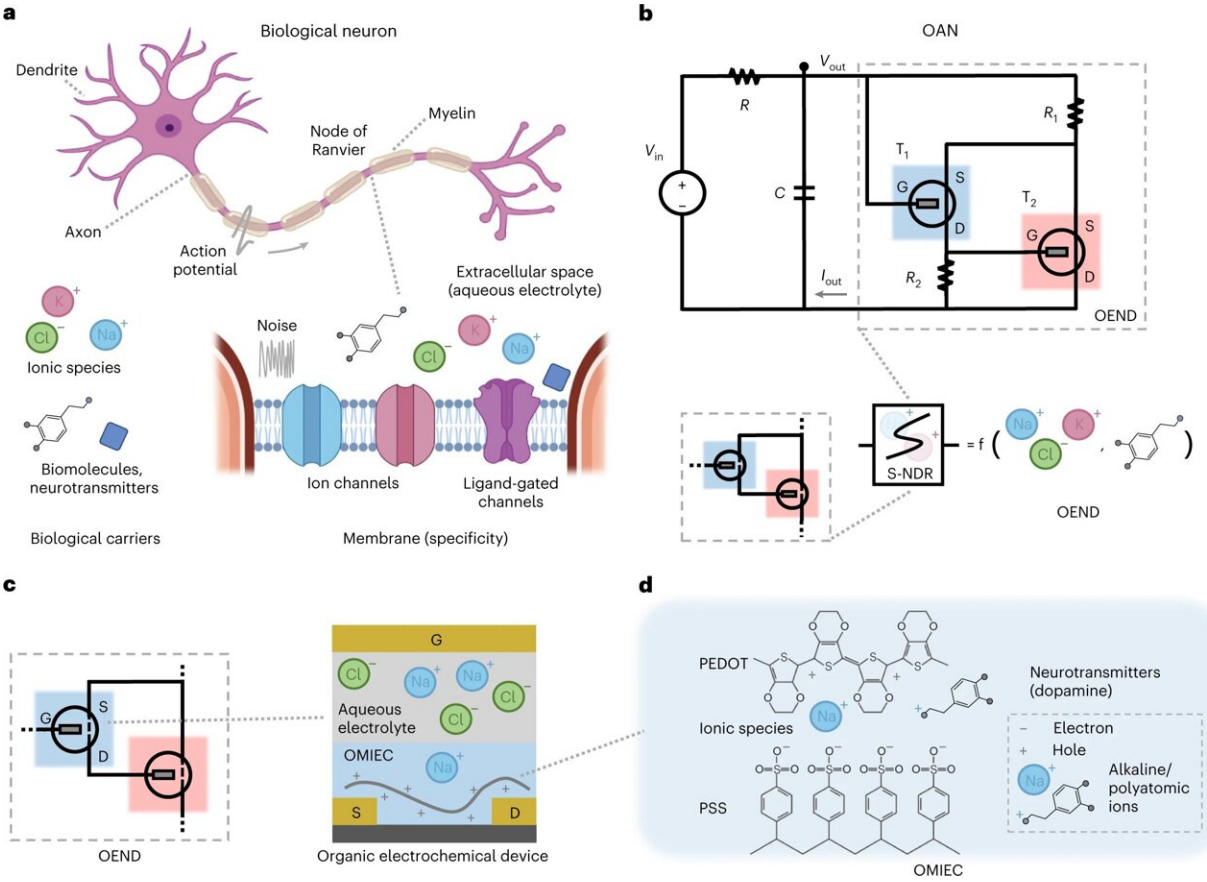 a
Biological neuron
Dendrite
Node of
Ranvier
Myelin
Axon
Action
potential
Extracellular space
(aqueous electrolyte)
K+
Cl−
Na+
Ionic species
Noise
K+
Cl−
Na+
Biomolecules,
neurotransmitters
Ion channels
Ligand-gated
channels
Biological carriers
Membrane (specificity)
b
OAN
Vout
R
R1
Vin
+
−
C
T1
G
S
D
T2
G
S
D
R2
Iout
OEND
Na+
K+
S-NDR
= f ( Na+ K+ Cl− , )
OEND
c
G
S
D
OEND
G
Cl−
Na+
Na+
Cl−
Cl−
Aqueous
electrolyte
OMIEC
Na+
+ + + + + + + +
S
D
Organic electrochemical device
d
PEDOT
O O O O
S S S S
+ +
O O O O
Neurotransmitters
(dopamine)
Ionic species
Na+
+
− Electron
+ Hole
Na+
+
Alkaline/
polyatomic
ions
O− O− O− O−
O=S=O O=S=O O=S=O O=S=O
PSS
OMIEC